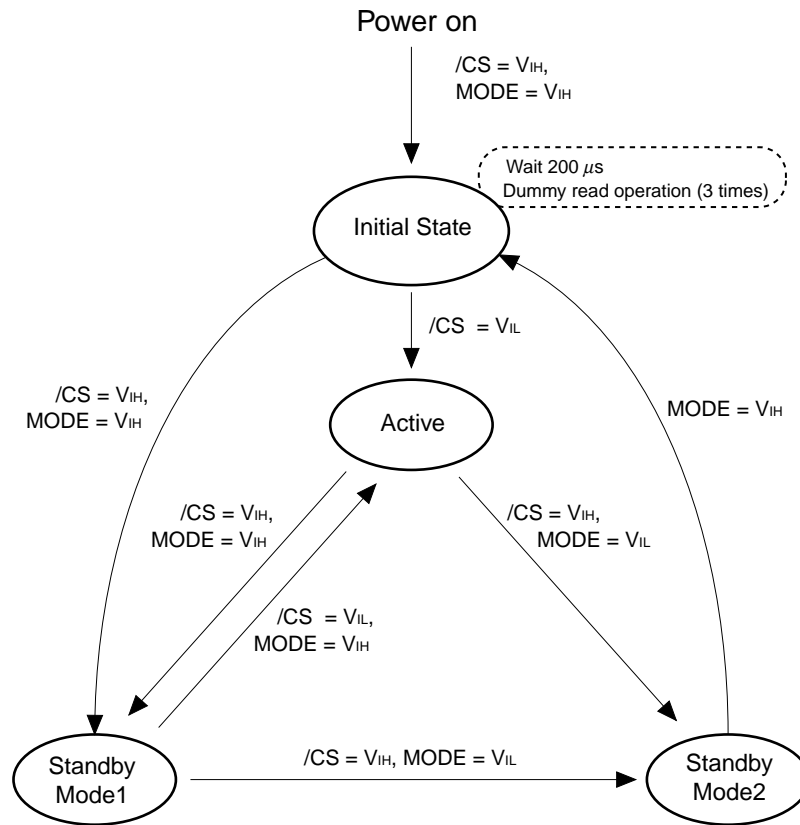 Power on
/CS = VIH,
MODE = VIH
Wait 200 μs
Dummy read operation (3 times)
Initial State
/CS = VIL
/CS = VIH,
MODE = VIH
Active
MODE = VIH
/CS = VIH,
MODE = VIH
/CS = VIH,
MODE = VIL
/CS = VIL,
MODE = VIH
Standby
Mode1
/CS = VIH, MODE = VIL
Standby
Mode2